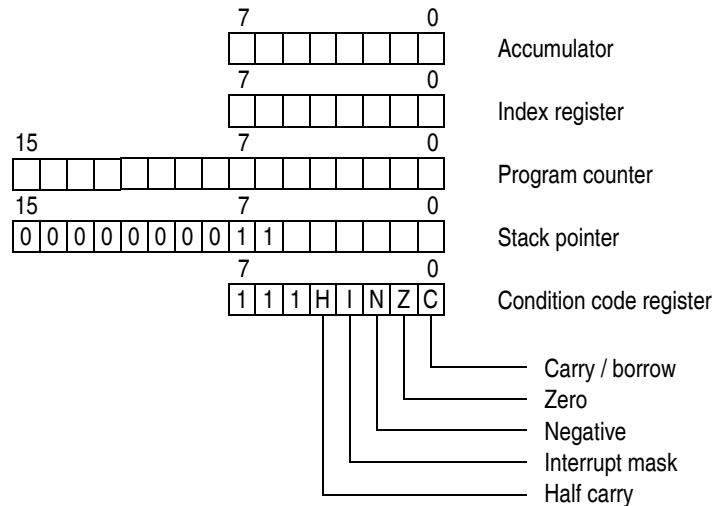 7 0
Accumulator
7 0
Index register
15 7 0
Program counter
15 7 0
0 0 0 0 0 0 0 0 1 1 Stack pointer
7 0
1 1 1 H I N Z C Condition code register
Carry / borrow
Zero
Negative
Interrupt mask
Half carry